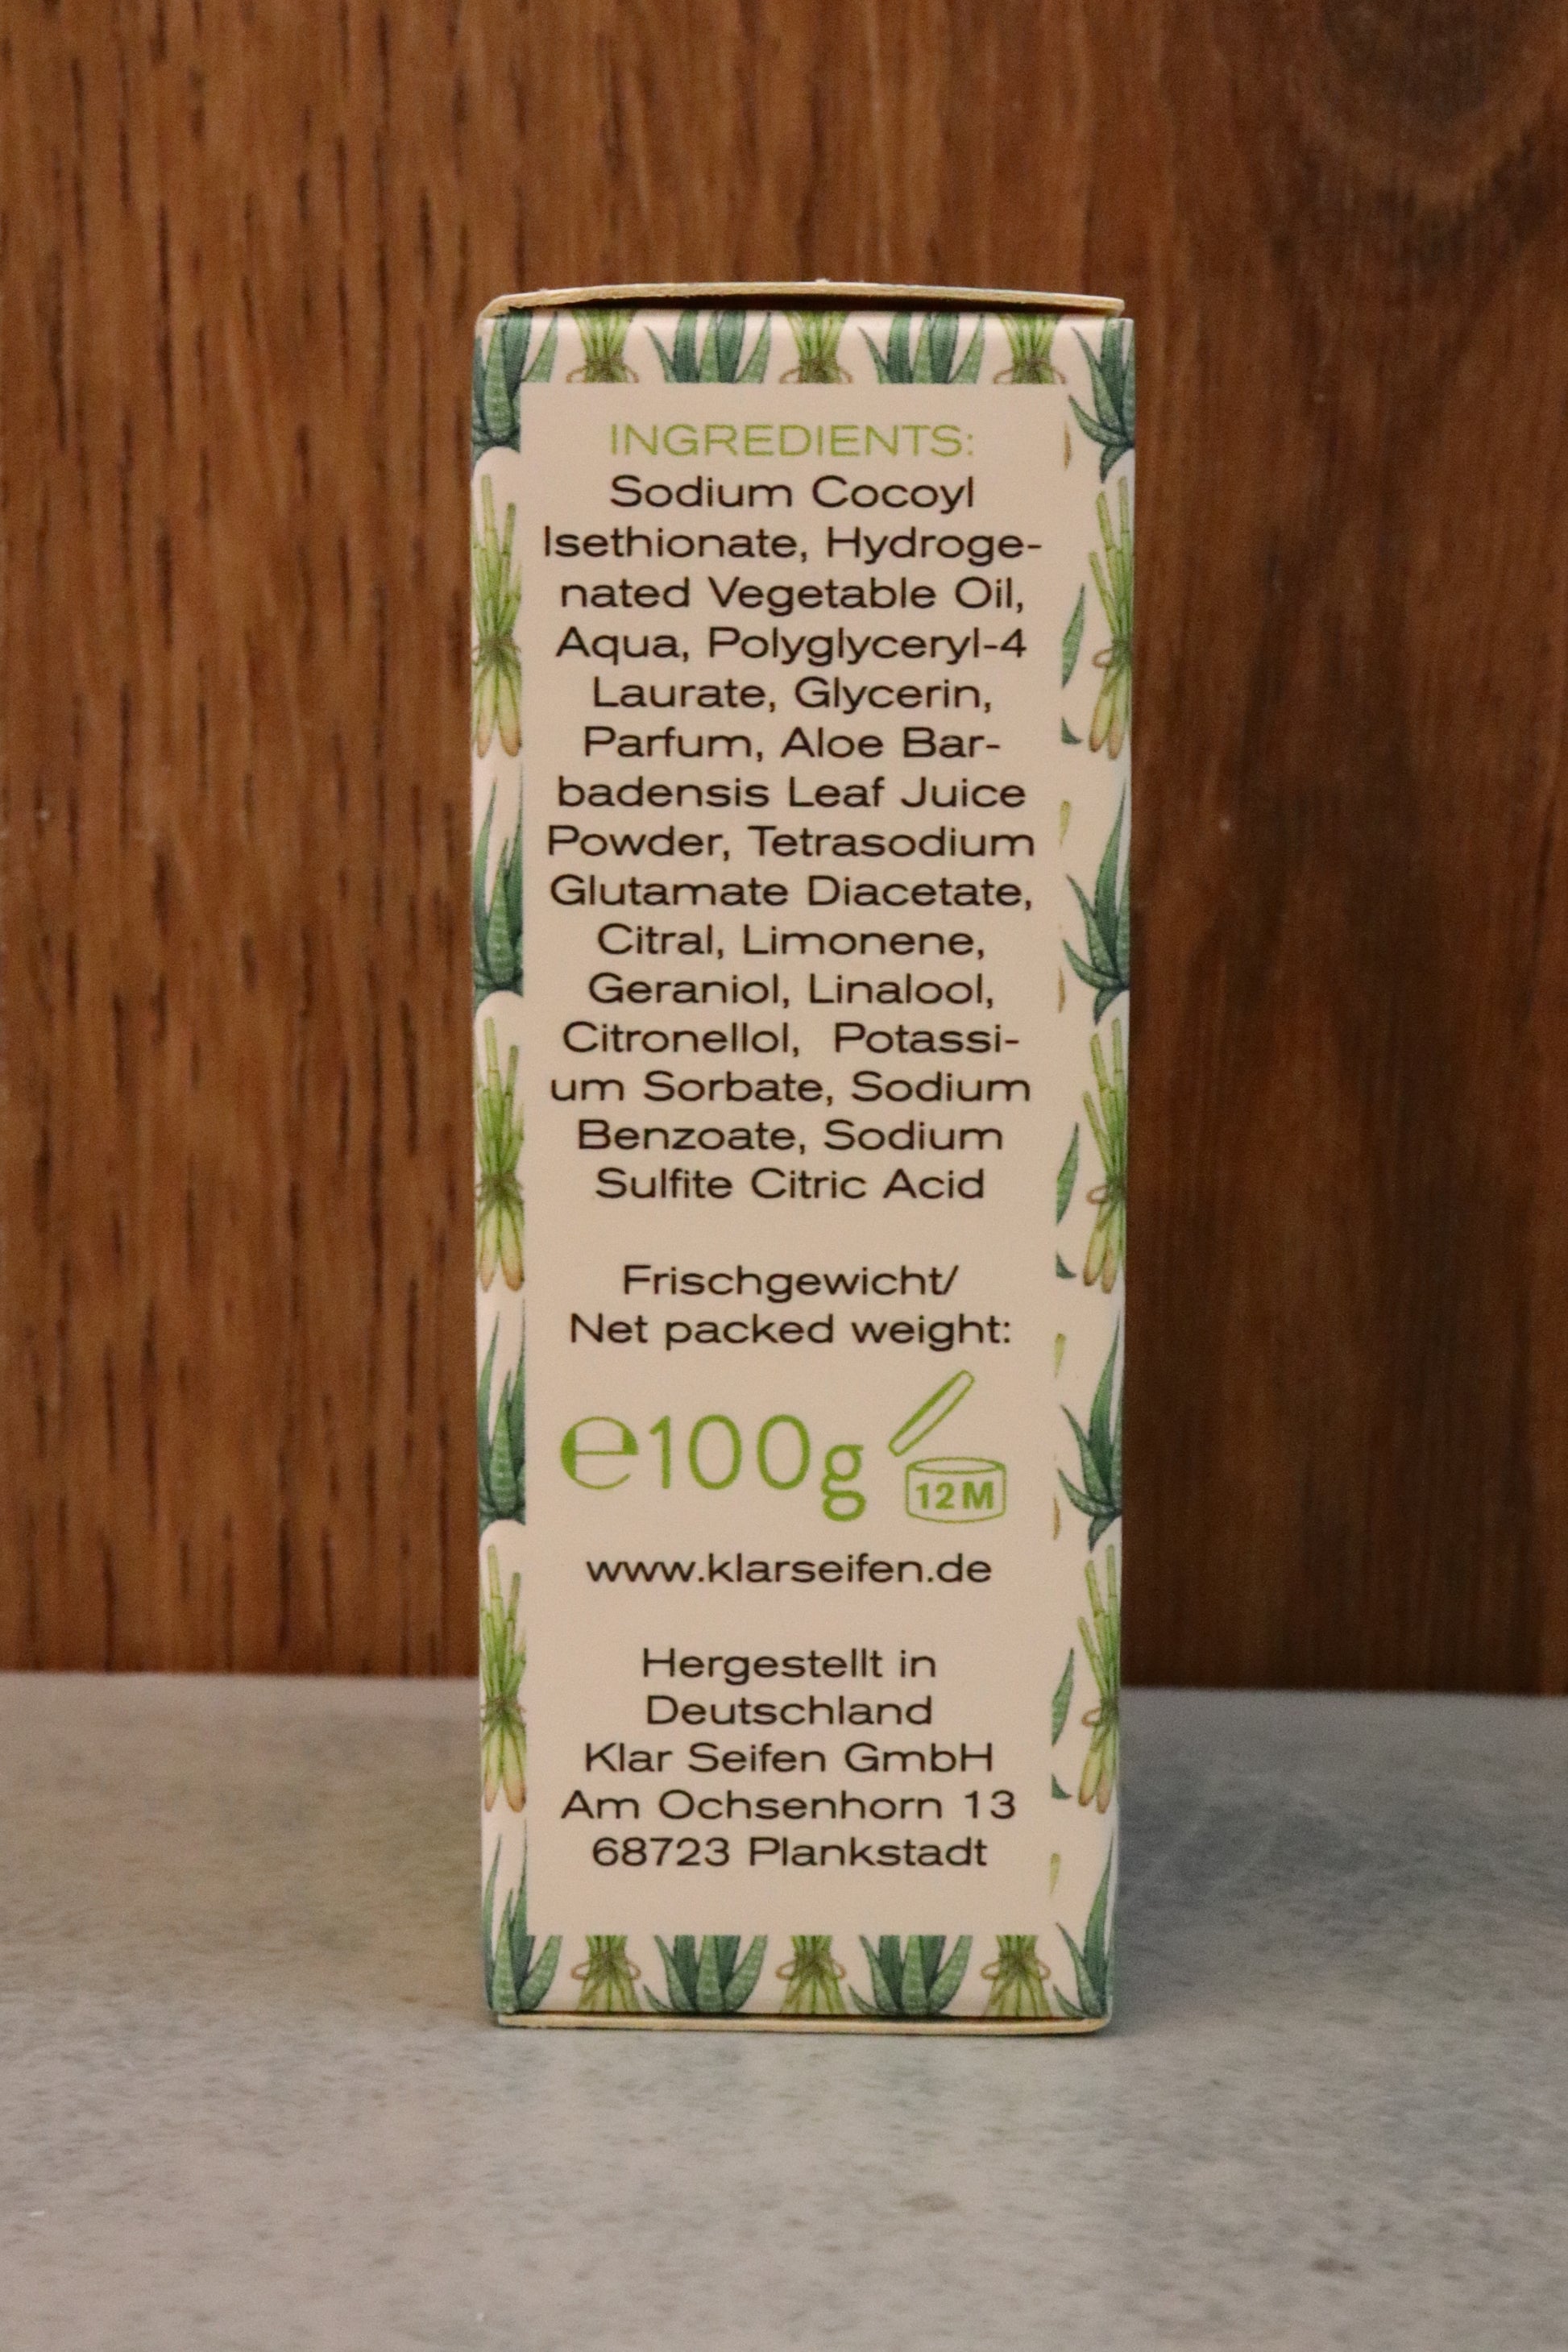 INGREDIENTS:
Sodium Cocoyl
Isethionate, Hydroge-
nated Vegetable Oil,
Aqua, Polyglyceryl-4
Laurate, Glycerin,
Parfum, Aloe Bar-
badensis Leaf Juice
Powder, Tetrasodium
Glutamate Diacetate,
Citral, Limonene,
Geraniol, Linalool,
Citronellol,  Potassi-
um Sorbate, Sodium
Benzoate, Sodium
Sulfite Citric Acid
Frischgewicht/
Net packed weight:
℮100g 12M
www.klarseifen.de
Hergestellt in
Deutschland
Klar Seifen GmbH
Am Ochsenhorn 13
68723 Plankstadt